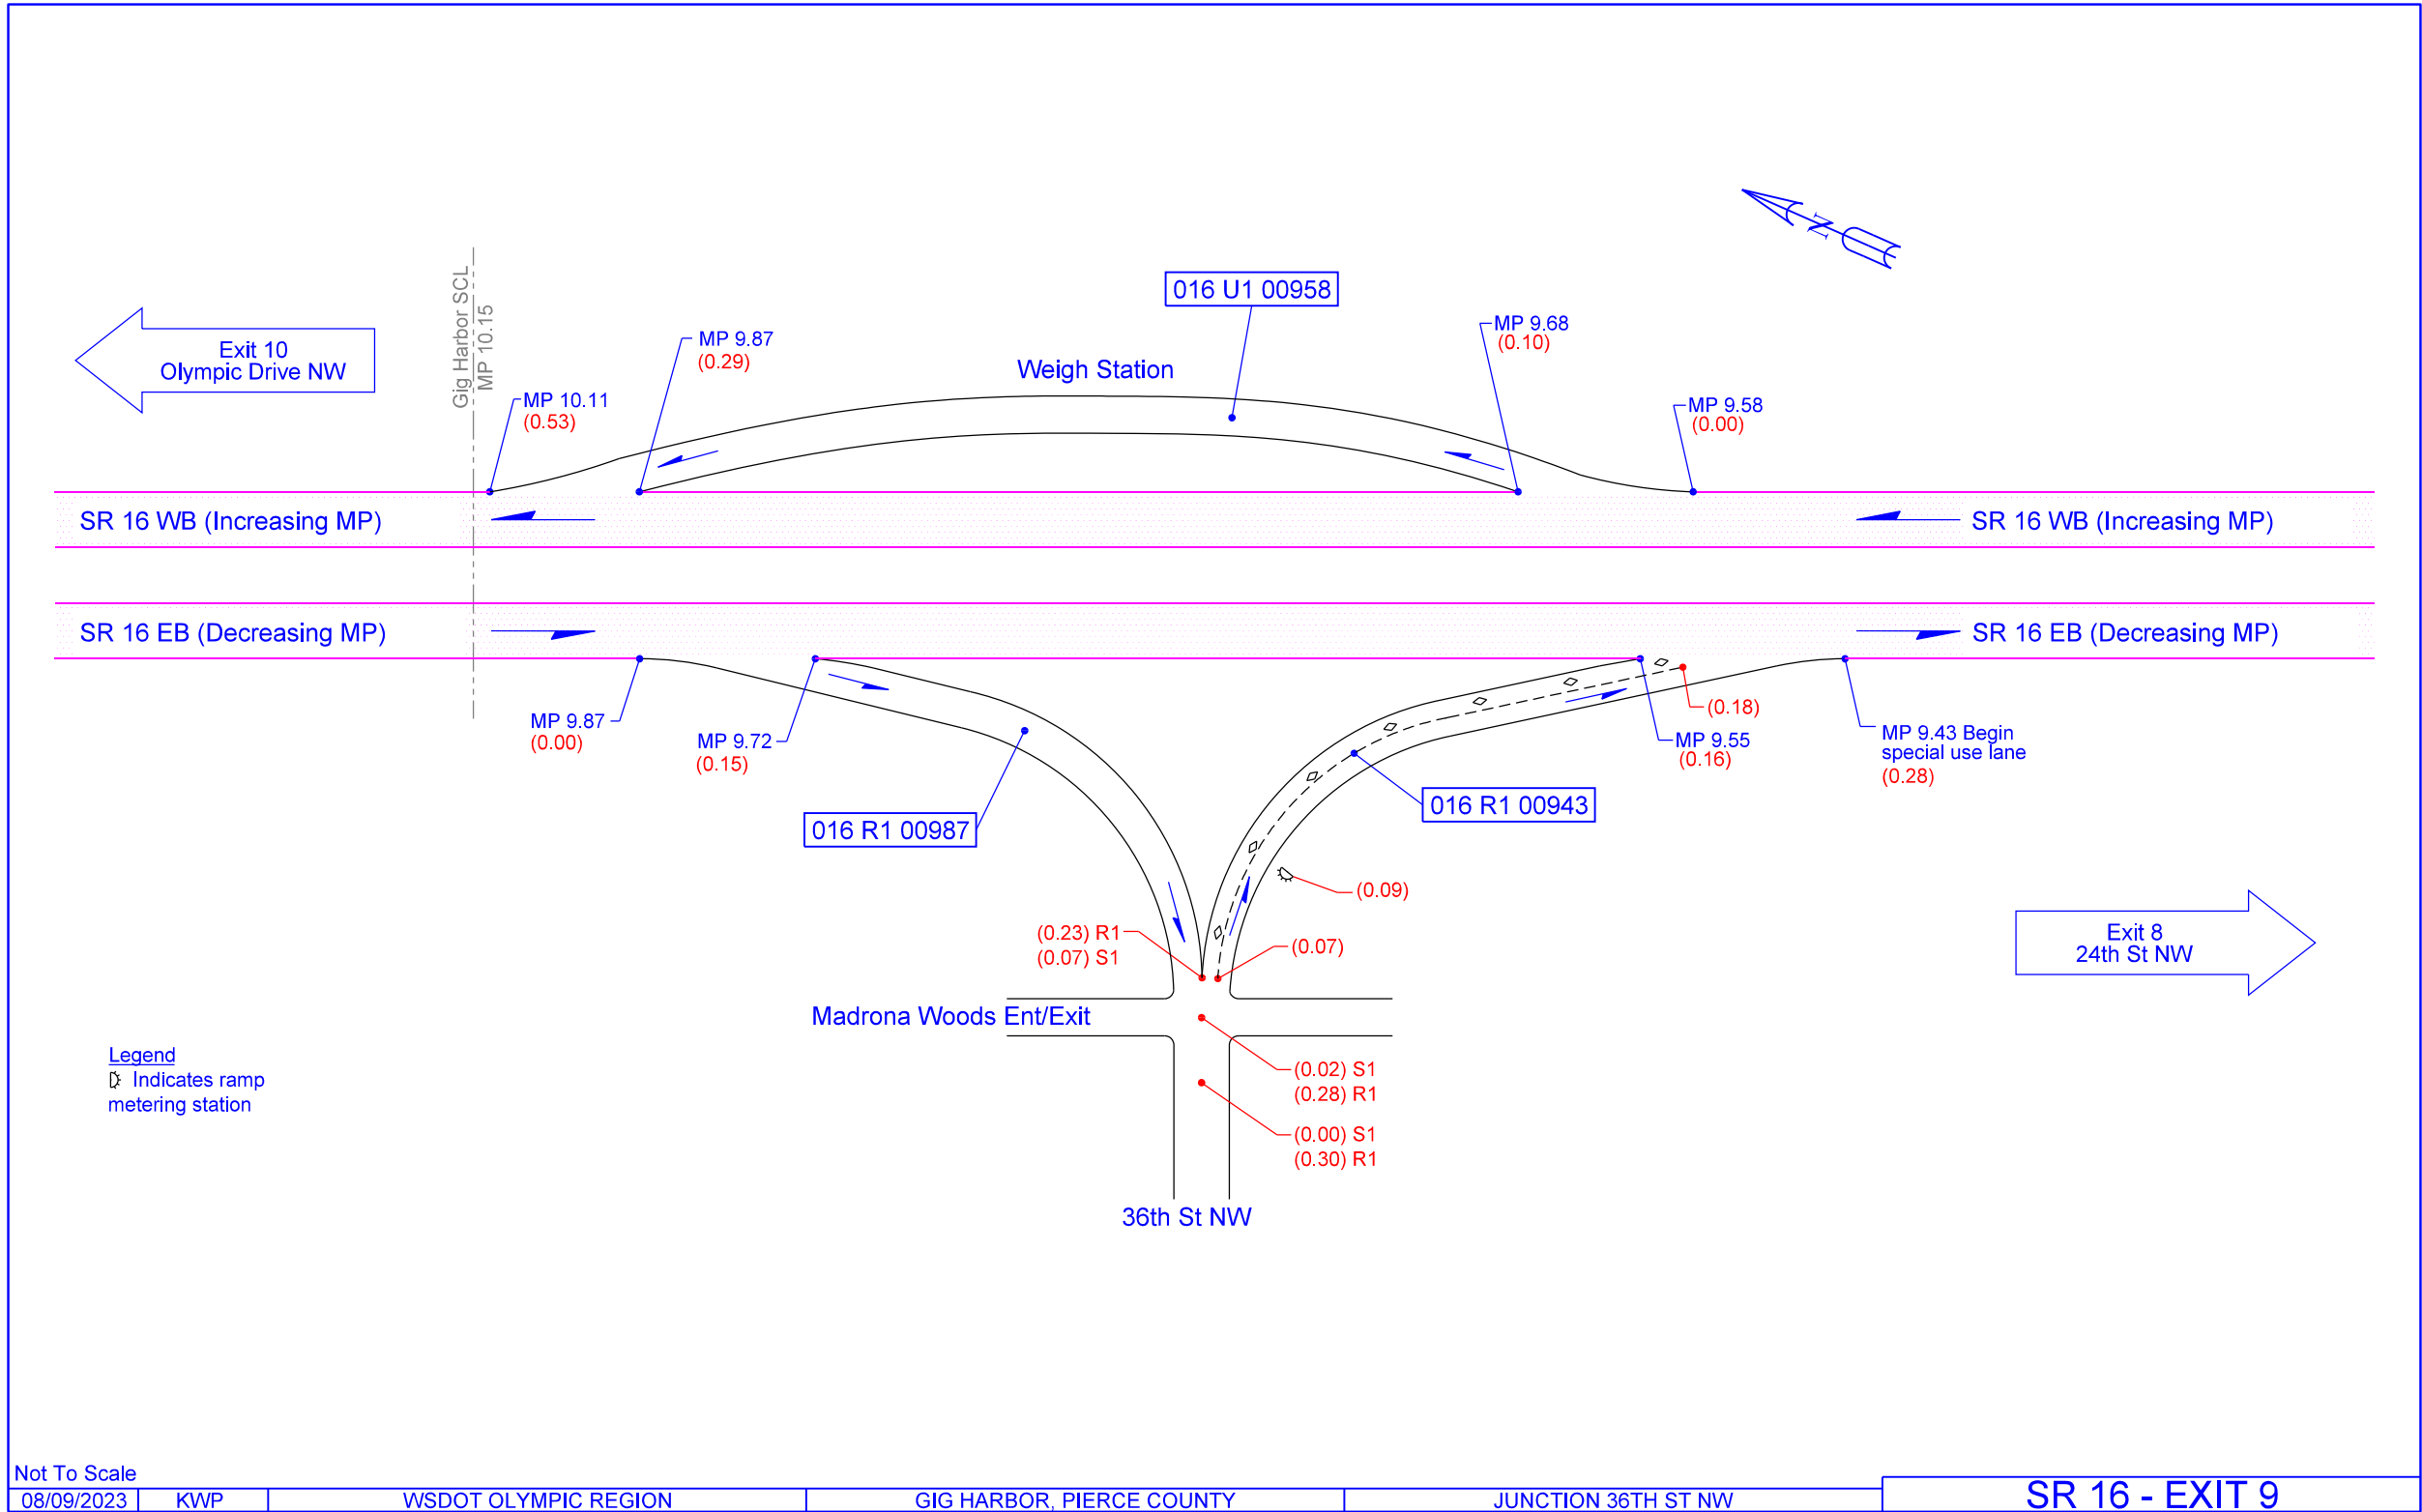 016 U1 00958
Gig Harbor SCL
MP 10.15
Exit 10
Olympic Drive NW
MP 9.87
(0.29)
Weigh Station
MP 9.68
(0.10)
MP 10.11
(0.53)
MP 9.58
(0.00)
N
SR 16 WB (Increasing MP)
SR 16 WB (Increasing MP)
SR 16 EB (Decreasing MP)
SR 16 EB (Decreasing MP)
MP 9.87
(0.00)
MP 9.72
(0.15)
(0.18)
MP 9.55
(0.16)
MP 9.43 Begin
special use lane
(0.28)
016 R1 00987
016 R1 00943
(0.09)
(0.23) R1
(0.07) S1
(0.07)
Exit 8
24th St NW
Madrona Woods Ent/Exit
(0.02) S1
(0.28) R1
(0.00) S1
(0.30) R1
Legend
Indicates ramp
metering station
36th St NW
Not To Scale
08/09/2023
KWP
WSDOT OLYMPIC REGION
GIG HARBOR, PIERCE COUNTY
JUNCTION 36TH ST NW
SR 16 - EXIT 9